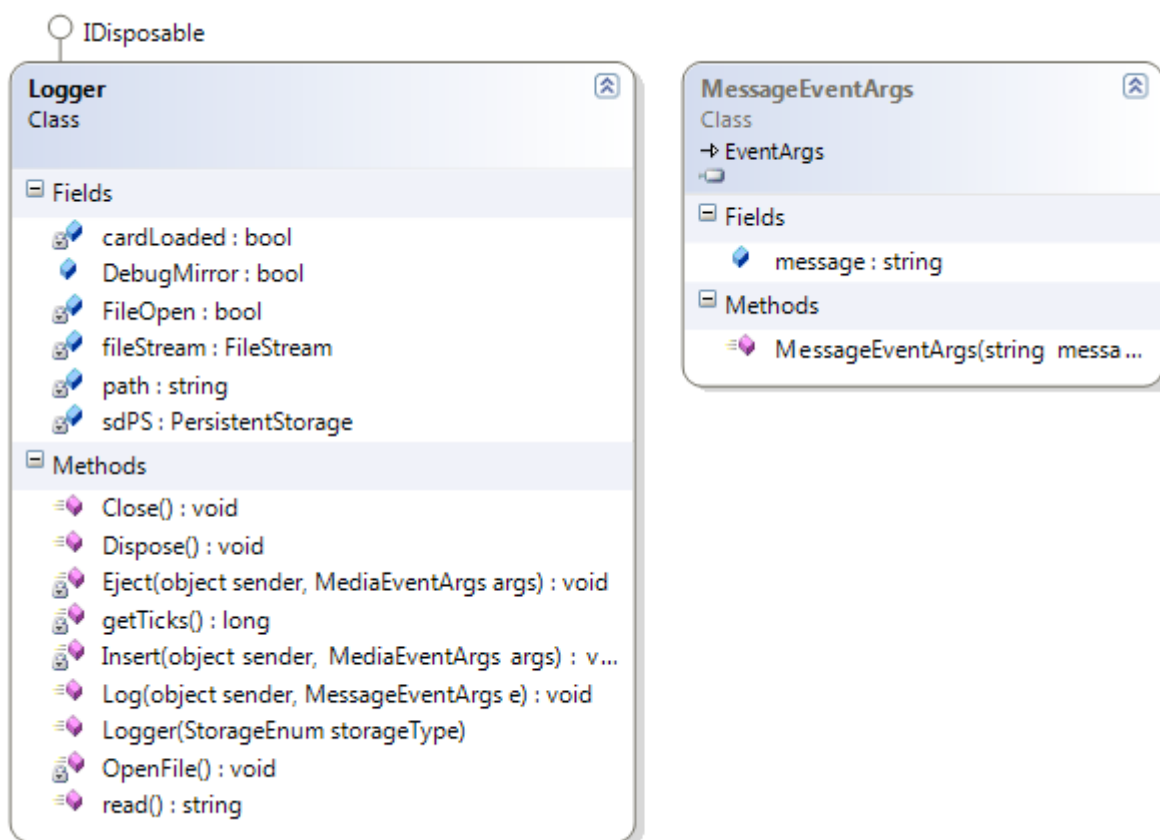 IDisposable
Logger
Class
Fields
cardLoaded : bool
DebugMirror : bool
FileOpen : bool
fileStream : FileStream
path : string
sdPS : PersistentStorage
Methods
Close() : void
Dispose() : void
Eject(object sender, MediaEventArgs args) : void
getTicks() : long
Insert(object sender, MediaEventArgs args) : v...
Log(object sender, MessageEventArgs e) : void
Logger(StorageEnum storageType)
OpenFile() : void
read() : string
MessageEventArgs
Class
EventArgs
Fields
message : string
Methods
MessageEventArgs(string messa...